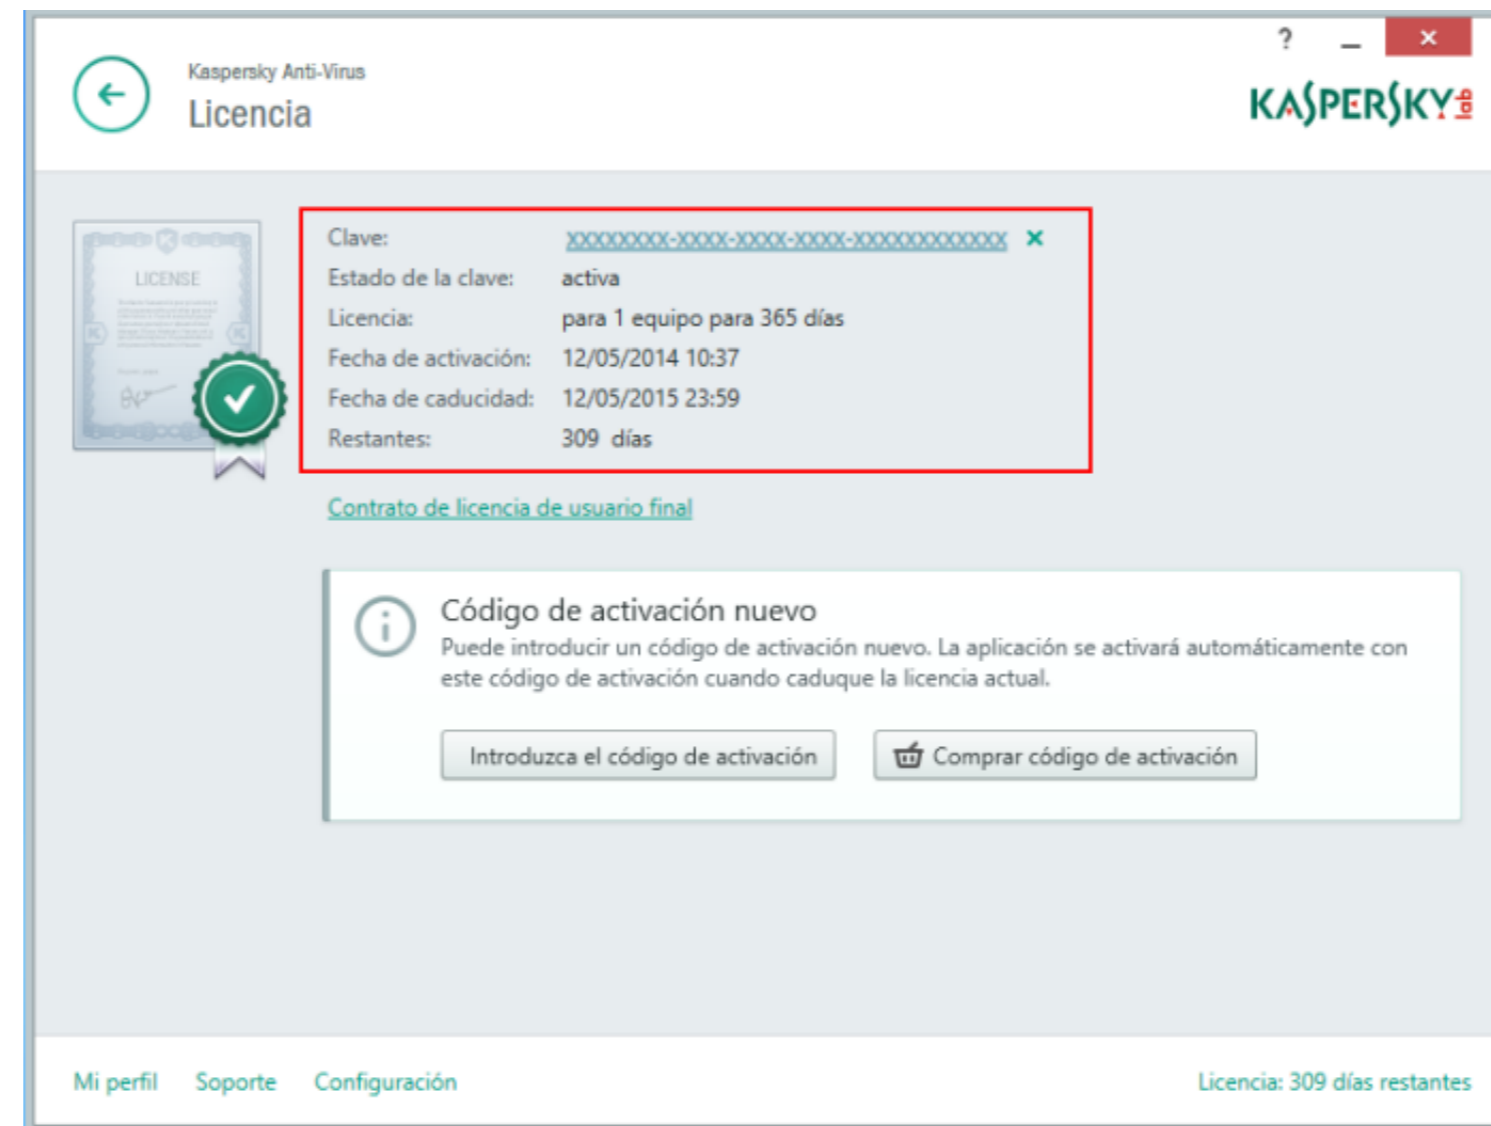 ? _ ×
Kaspersky Anti-Virus
Licencia
KASPERSKY lab
LICENSE
Clave: XXXXXXXX-XXXX-XXXX-XXXX-XXXXXXXXXXXX ×
Estado de la clave: activa
Licencia: para 1 equipo para 365 días
Fecha de activación: 12/05/2014 10:37
Fecha de caducidad: 12/05/2015 23:59
Restantes: 309 días
Contrato de licencia de usuario final
Código de activación nuevo
Puede introducir un código de activación nuevo. La aplicación se activará automáticamente con
este código de activación cuando caduque la licencia actual.
Introduzca el código de activación Comprar código de activación
Mi perfil Soporte Configuración Licencia: 309 días restantes